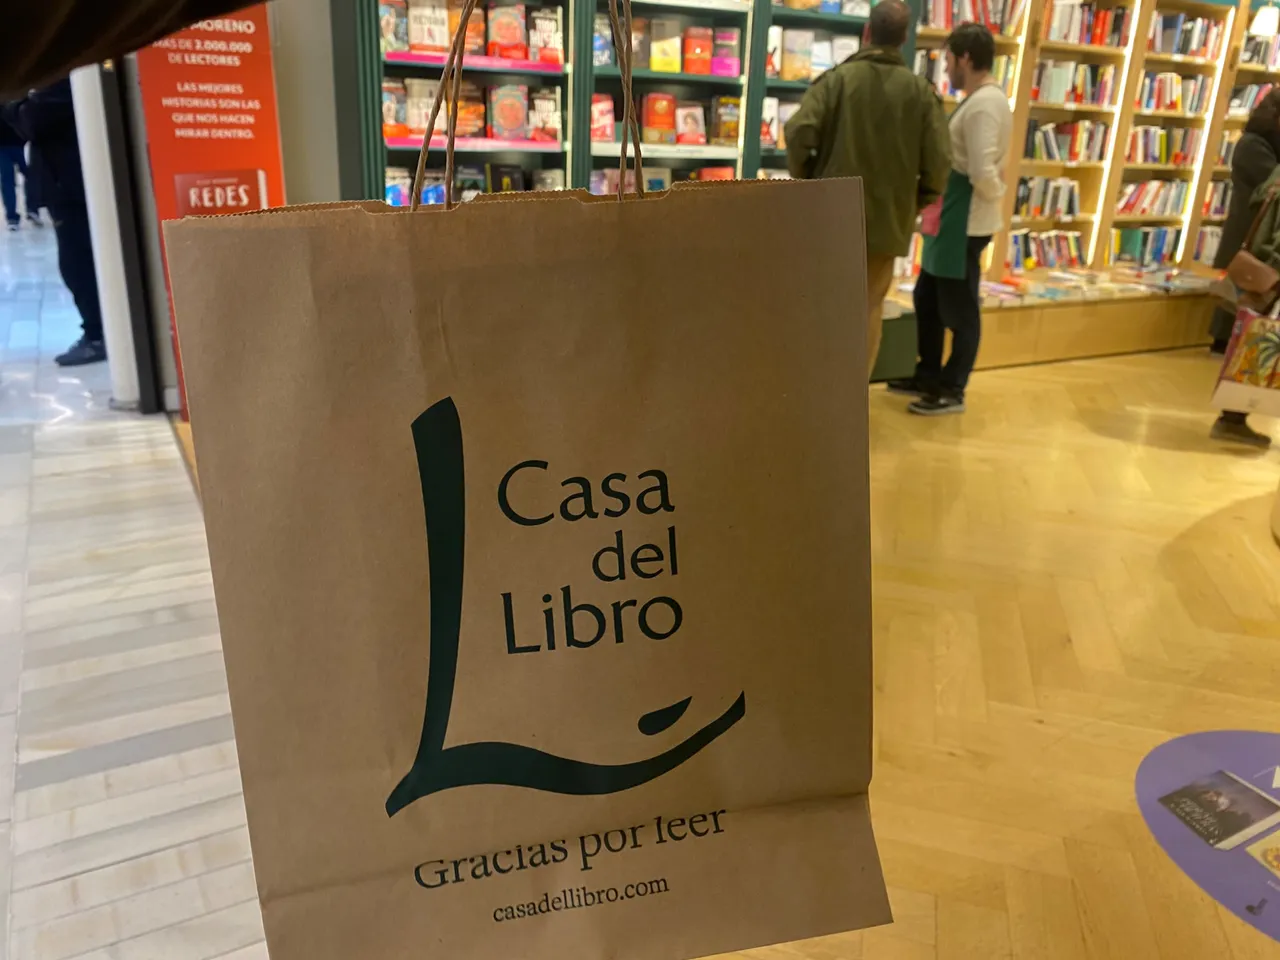 MORENO
MÁS DE 2.000.000
DE LECTORES
LAS MEJORES
HISTORIAS SON LAS
QUE NOS HACEN
MIRAR DENTRO.
REDES
Casa
del
Libro
Gracias por leer
casadellibro.com